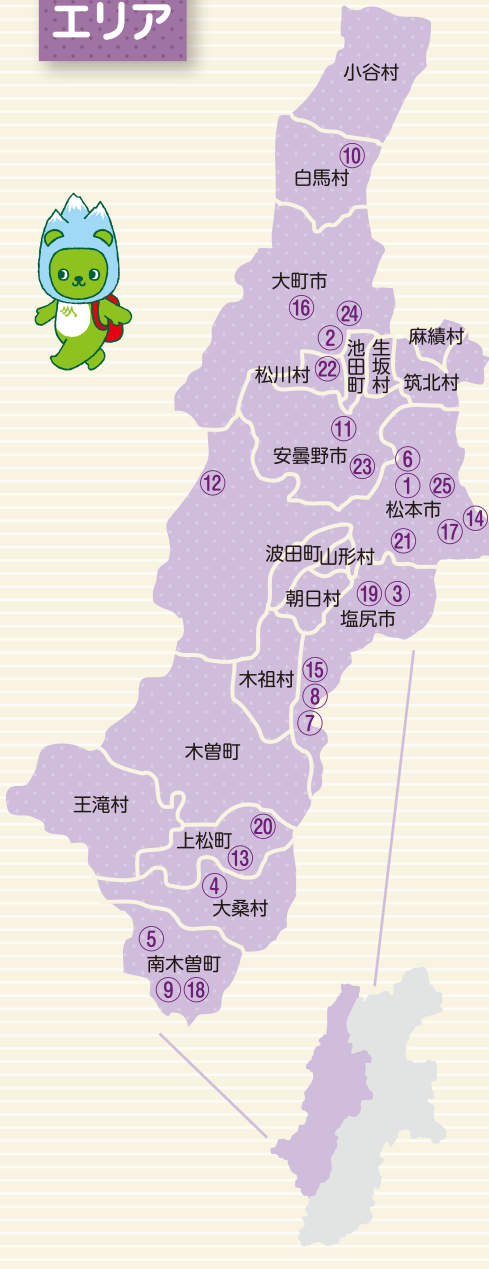 エリア
小谷村
⑩
白馬村
大町市
⑯
㉔
②
池田町
生坂村
麻績村
松川村
㉒
筑北村
⑪
安曇野市
㉓
⑥
⑫
①
㉕
松本市
⑭
⑰
㉑
波田町
山形村
朝日村
⑲
③
塩尻市
木祖村
⑮
⑧
⑦
木曽町
王滝村
上松町
⑳
⑬
④
大桑村
⑤
南木曽町
⑨
⑱